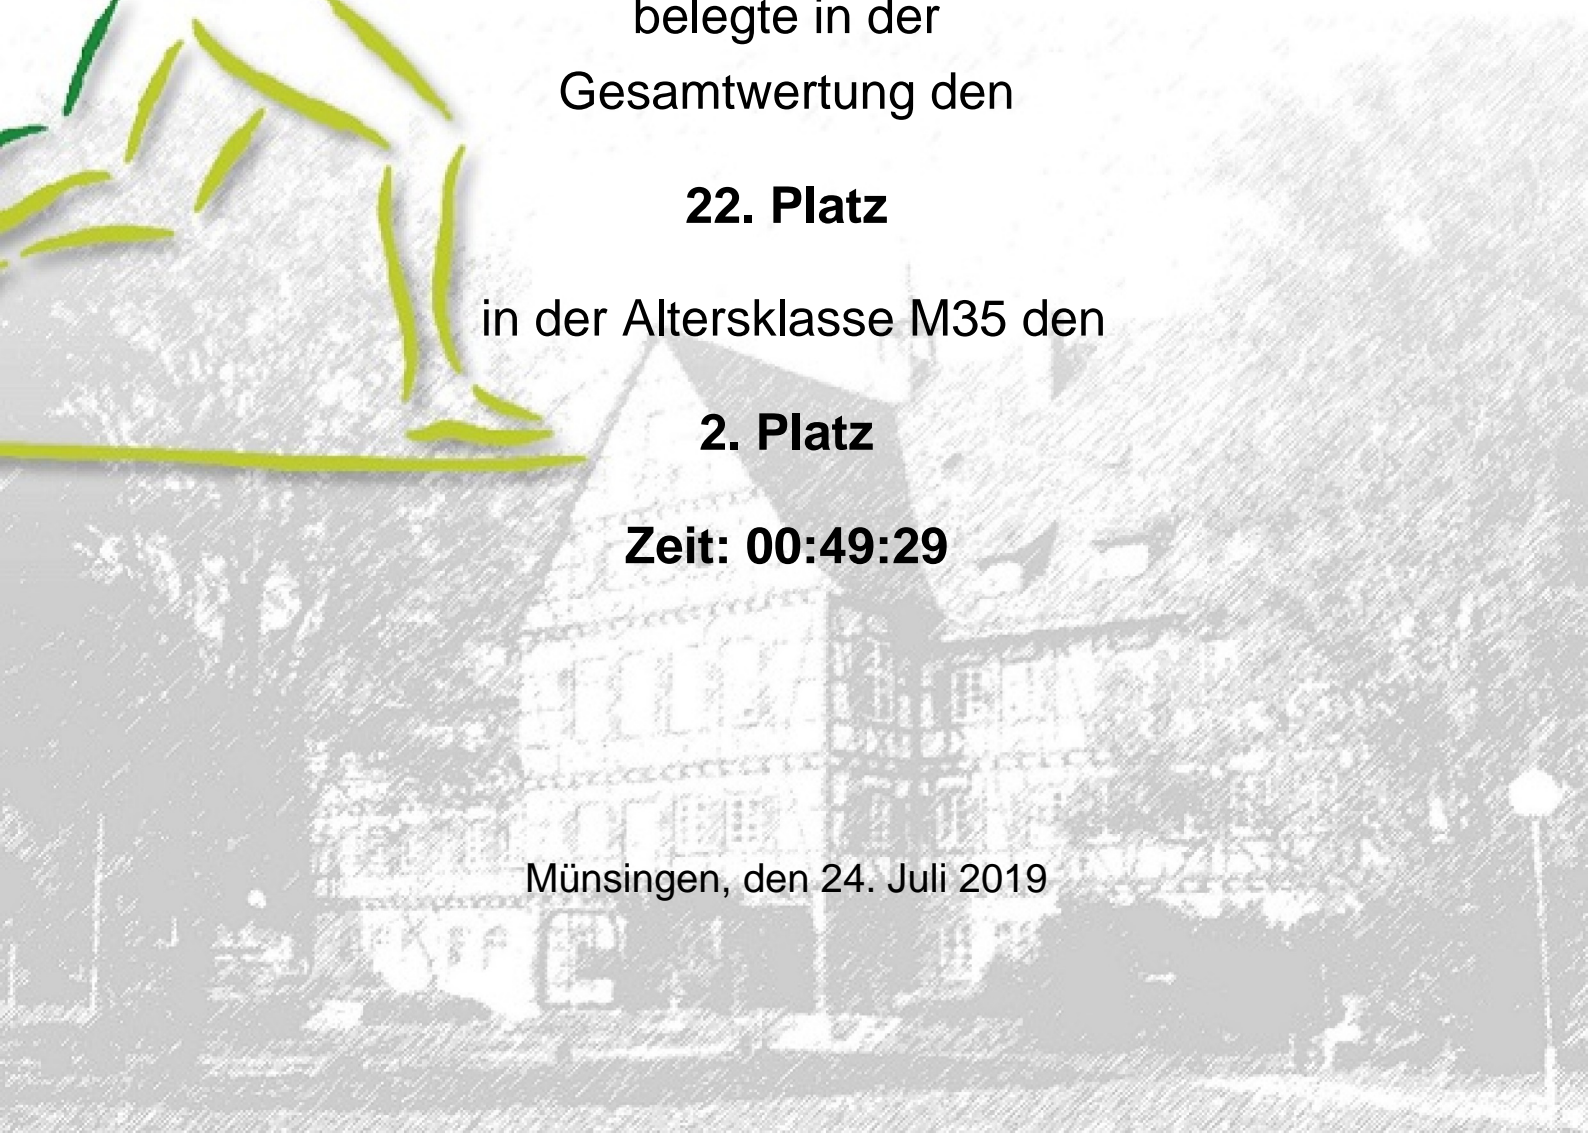 belegte in der
Gesamtwertung den
22. Platz
in der Altersklasse M35 den
2. Platz
Zeit: 00:49:29
Münsingen, den 24. Juli 2019